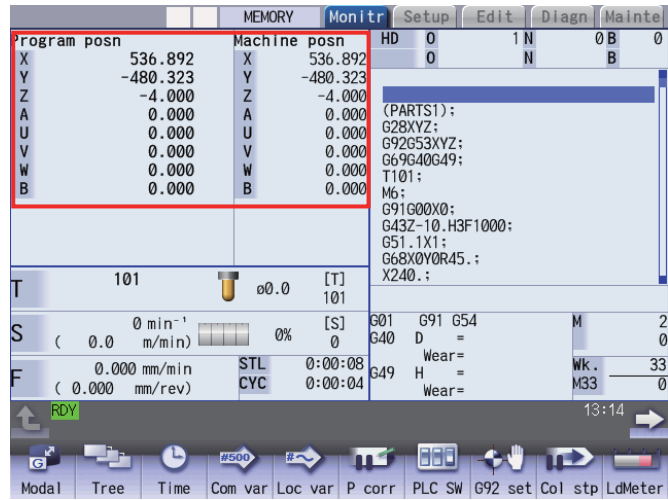 MEMORY Monitr Setup Edit Diagn Mainte
Program posn Machine posn
X 536.892 X 536.892
Y -480.323 Y -480.323
Z -4.000 Z -4.000
A 0.000 A 0.000
U 0.000 U 0.000
V 0.000 V 0.000
W 0.000 W 0.000
B 0.000 B 0.000
HD O 1 N 0 B 0
O N B
(PARTS1);
G28XYZ;
G92G53XYZ;
G69G40G49;
T101;
M6;
G91G00X0;
G43Z-10.H3F1000;
G51.1X1;
G68X0Y0R45.;
X240.;
T 101 ø0.0 [T]
101
S 0 min⁻¹ 0% [S]
( 0.0 m/min) 0
F 0.000 mm/min STL 0:00:08
( 0.000 mm/rev) CYC 0:00:04
G01 G91 G54
G40 D =
Wear=
G49 H =
Wear=
M 2
0
Wk. 33
M33 0
RDY 13:14
G #500 #
Modal Tree Time Com var Loc var P corr PLC SW G92 set Col stp LdMeter